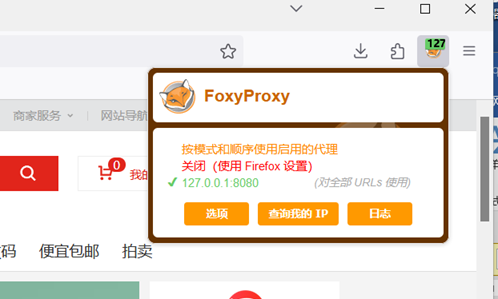 127
FoxyProxy
商家服务
网站导航
按模式和顺序使用启用的代理
关闭（使用 Firefox 设置）
127.0.0.1:8080 (对全部 URLs 使用)
0
我的
选项 查询我的 IP 日志
码 便宜包邮 拍卖